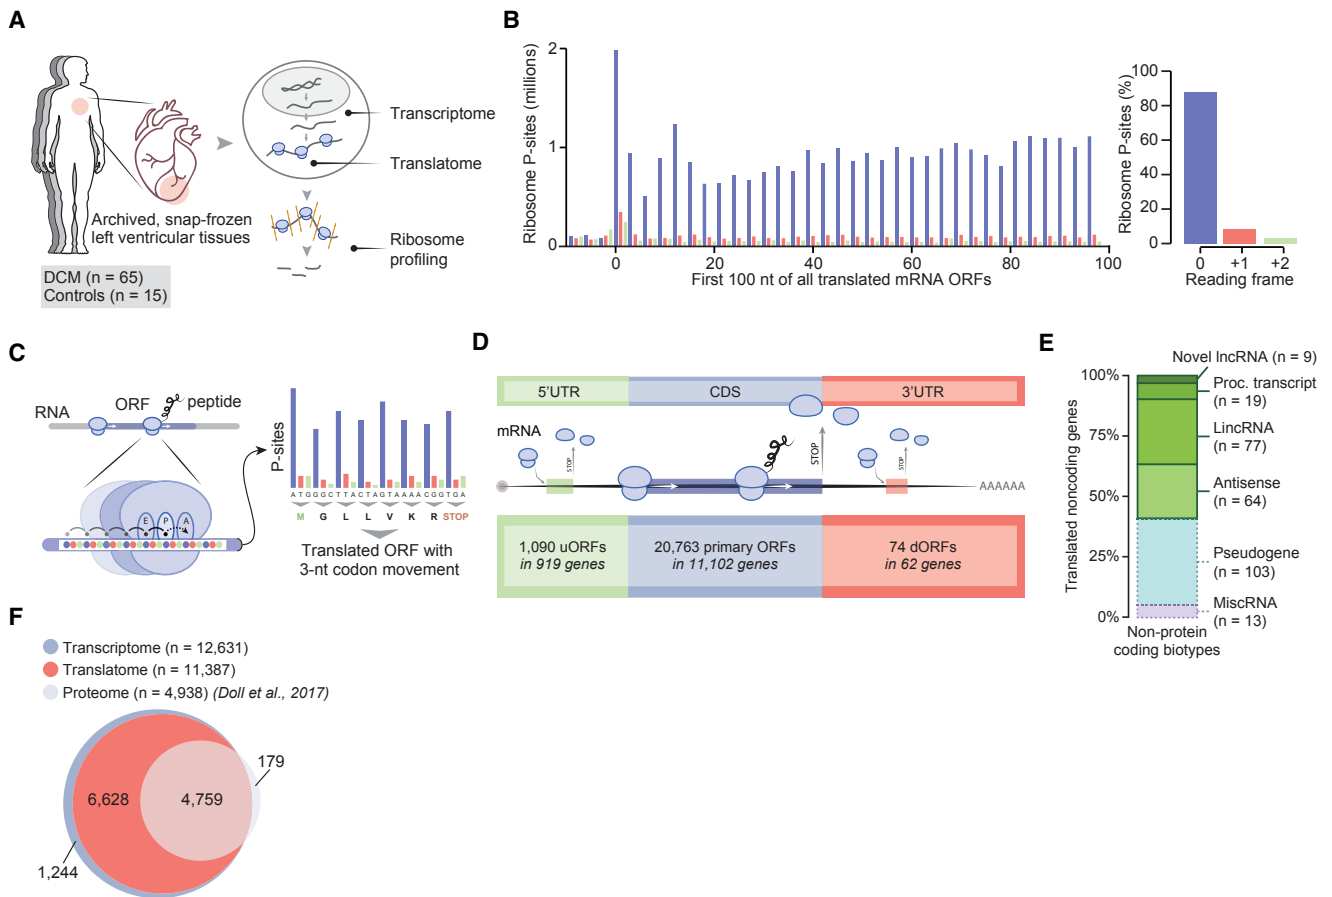 A
Transcriptome
Translatome
Archived, snap-frozen
left ventricular tissues
Ribosome
profiling
DCM (n = 65)
Controls (n = 15)
B
Ribosome P-sites (millions)
2
1
0
0
20
40
60
80
100
First 100 nt of all translated mRNA ORFs
Ribosome P-sites (%)
100
80
60
40
20
0
0
+1
+2
Reading frame
C
RNA
ORF
peptide
E
P
A
P-sites
ATGGGCTTACTAGTAAAACGGTGA
M G L L V K R STOP
Translated ORF with
3-nt codon movement
D
5'UTR
CDS
3'UTR
mRNA
STOP
STOP
STOP
AAAAAA
1,090 uORFs
in 919 genes
20,763 primary ORFs
in 11,102 genes
74 dORFs
in 62 genes
E
Translated noncoding genes
100%
75%
50%
25%
0%
Novel lncRNA (n = 9)
Proc. transcript
(n = 19)
LincRNA
(n = 77)
Antisense
(n = 64)
Pseudogene
(n = 103)
MiscRNA
(n = 13)
Non-protein
coding biotypes
F
Transcriptome (n = 12,631)
Translatome (n = 11,387)
Proteome (n = 4,938) (Doll et al., 2017)
179
6,628
4,759
1,244